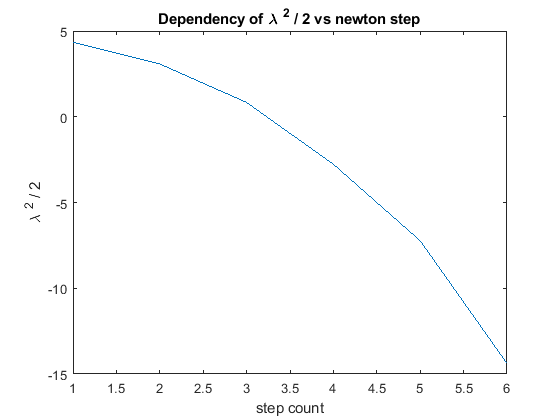 Dependency of λ ² / 2 vs newton step
5
0
-5
-10
-15
λ ² / 2
1 1.5 2 2.5 3 3.5 4 4.5 5 5.5 6
step count